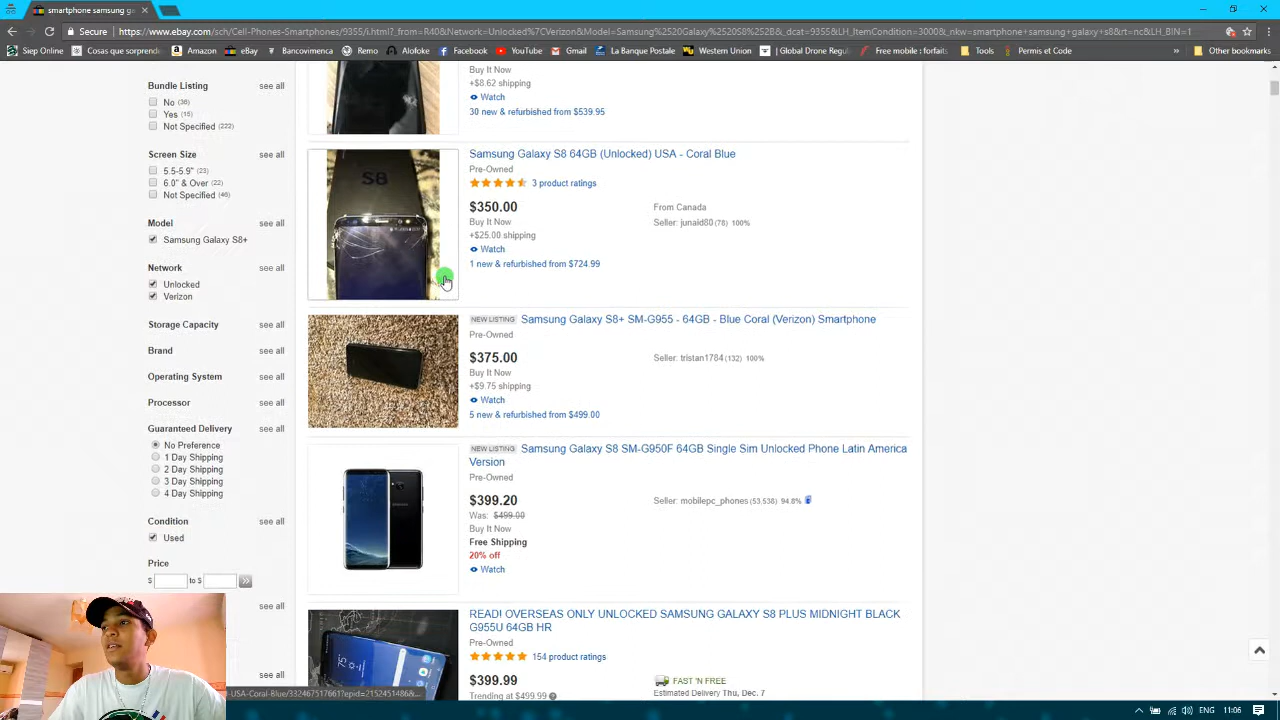 https://www.ebay.com/sch/Cell-Phones-Smartphones/9355/i.html?_from=R40&Network=Unlocked%7CVerizon&Model=Samsung%2520Galaxy%2520S8%2B&_dcat=9355&LH_ItemCondition=3000&_nkw=smartphone+samsung+galaxy+s8&rt=nc&LH_BIN=1
Siep Online
Cosas que sorprend
eBay
Bancovimerca
No. Orden
Amazon
Outlook
Facebook
YouTube
Gmail
La Banque Postale
Western Union
Global Drone Regul
Free mobile : forfaits
Tools
Permis et Code
»
Other bookmarks
Bundle Listing see all
No (36)
Yes (15)
Not Specified (222)
Screen Size see all
5.5-5.9" (23)
6.0" & Over (22)
Not Specified (46)
Model see all
Samsung Galaxy S8+
Network see all
Unlocked
Verizon
Storage Capacity see all
Brand see all
Operating System see all
Processor see all
Guaranteed Delivery see all
No Preference
1 Day Shipping
2 Day Shipping
3 Day Shipping
4 Day Shipping
Condition see all
Used
Price
$ to $ »
see all
see all
Buy It Now
+$8.62 shipping
Watch
30 new & refurbished from $539.95
S8
Samsung Galaxy S8 64GB (Unlocked) USA - Coral Blue
Pre-Owned
3 product ratings
$350.00 From Canada
Buy It Now Seller: junaid80 (78) 100%
+$25.00 shipping
Watch
1 new & refurbished from $724.99
NEW LISTING Samsung Galaxy S8+ SM-G955 - 64GB - Blue Coral (Verizon) Smartphone
Pre-Owned
$375.00 Seller: tristan1784 (132) 100%
Buy It Now
+$9.75 shipping
Watch
5 new & refurbished from $499.00
NEW LISTING Samsung Galaxy S8 SM-G950F 64GB Single Sim Unlocked Phone Latin America
Version
Pre-Owned
$399.20 Seller: mobilepc_phones (53,538) 94.8%
Was: $499.00
Buy It Now
Free Shipping
20% off
Watch
READ! OVERSEAS ONLY UNLOCKED SAMSUNG GALAXY S8 PLUS MIDNIGHT BLACK
G955U 64GB HR
Pre-Owned
154 product ratings
$399.99 FAST 'N FREE
Trending at $499.99 Estimated Delivery Thu, Dec. 7
-USA-Coral-Blue/332467517661?epid=2152451486&...
11:06